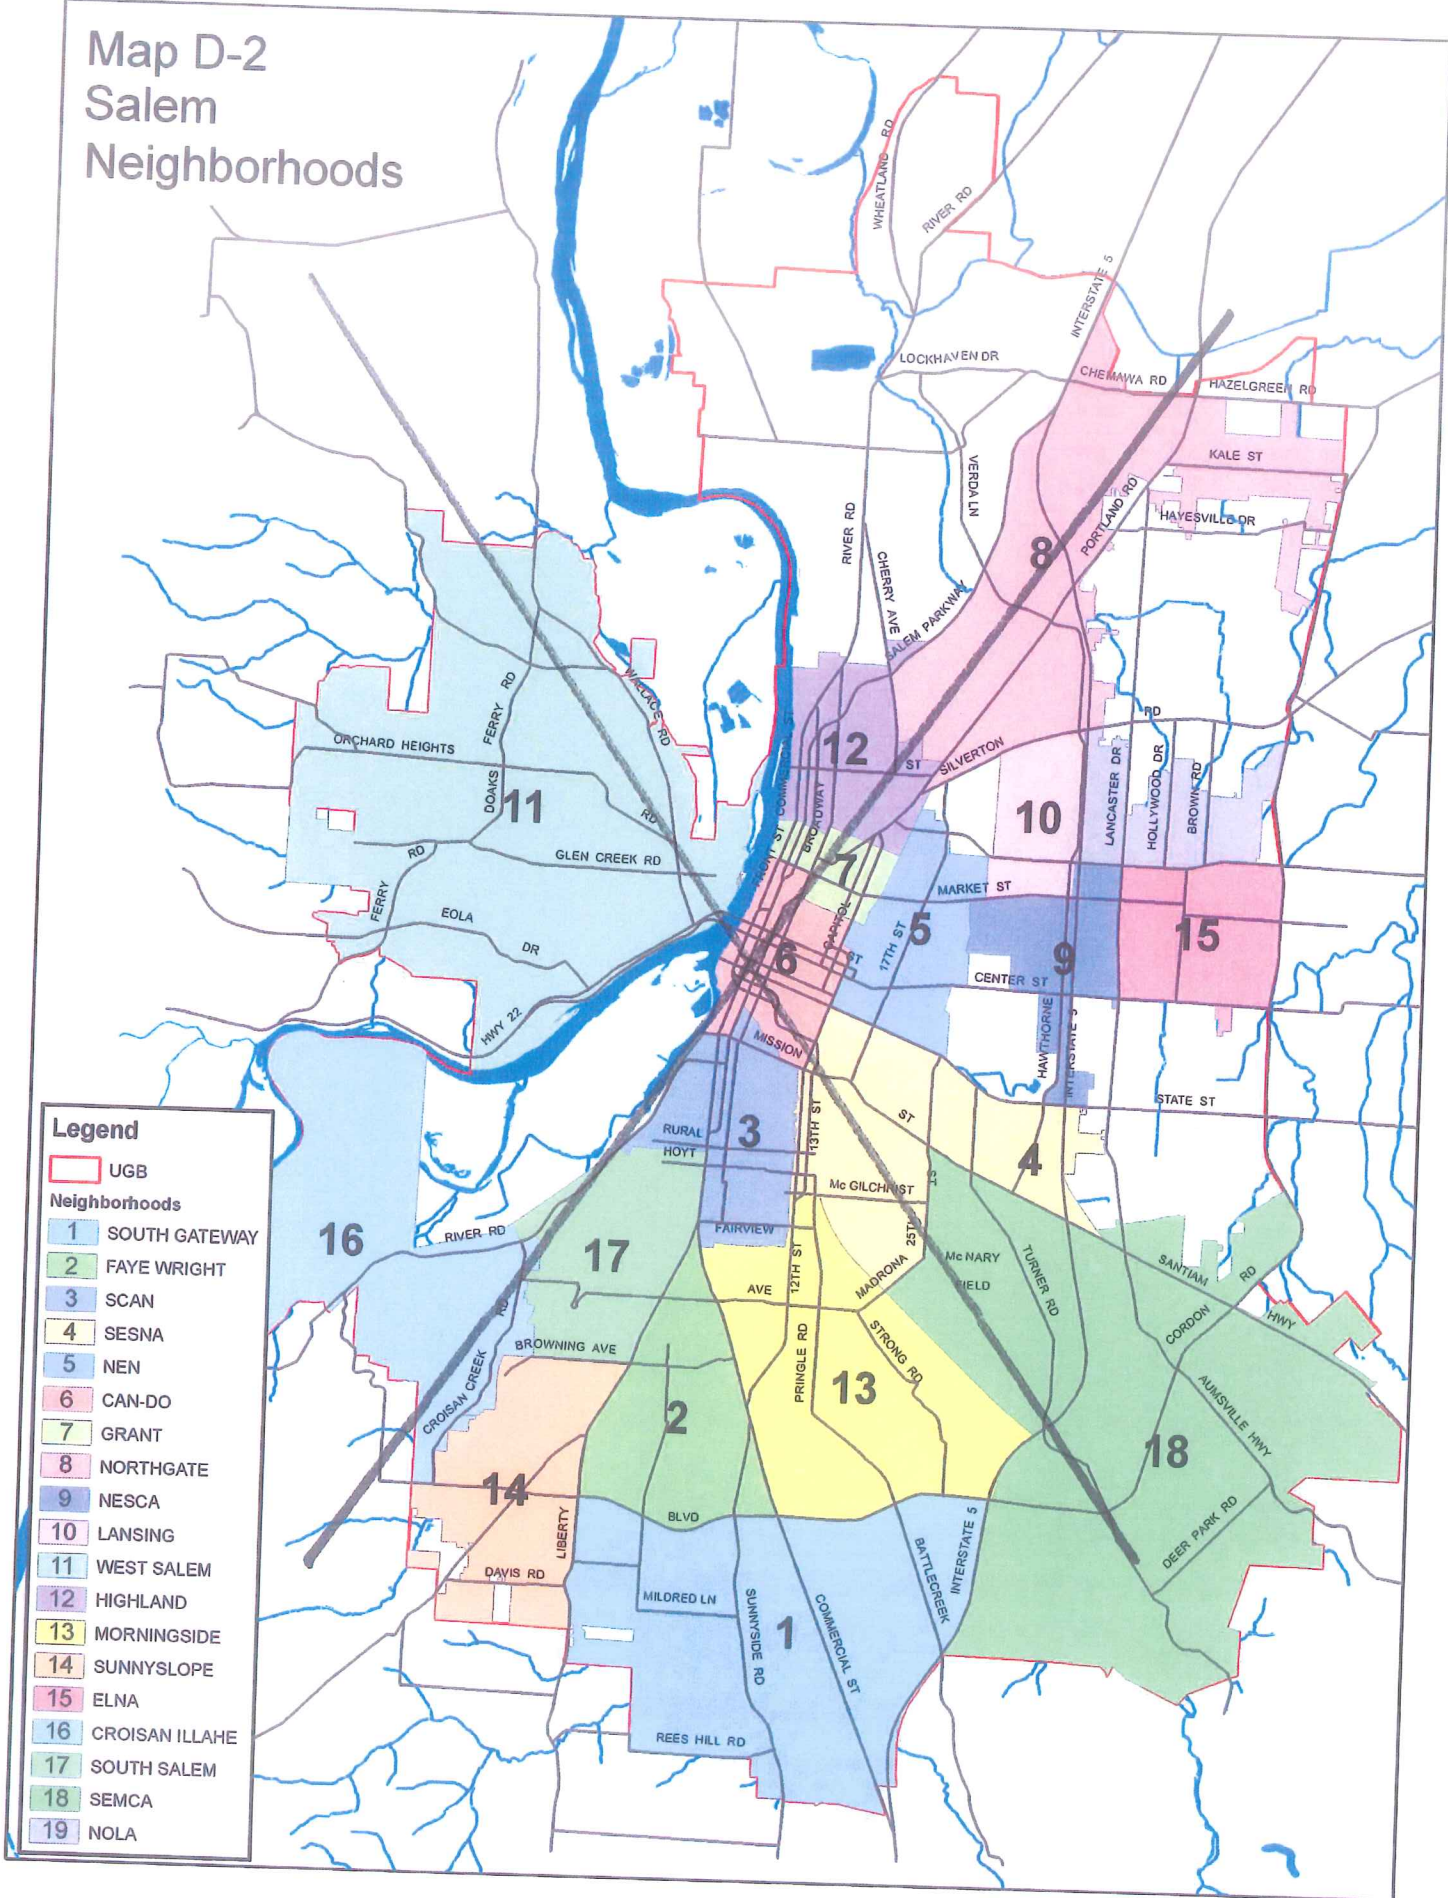 Map D-2
Salem
Neighborhoods
WHEATLAND RD
RIVER RD
INTERSTATE 5
LOCKHAVEN DR
CHEMAWA RD
HAZELGREEN RD
KALE ST
VERDA LN
PORTLAND RD
HAYESVILLE DR
RIVER RD
CHERRY AVE
8
SALEM PARKWAY
WALLACE RD
DOAKS FERRY RD
ORCHARD HEIGHTS RD
COMMERCIAL ST
12
ST
SILVERTON RD
11
BROADWAY
10
LANCASTER DR
HOLLYWOOD DR
BROWN RD
GLEN CREEK RD
FRONT ST
7
RD
FERRY
EOLA DR
MARKET ST
CAPITOL ST
17TH ST
5
15
6
9
CENTER ST
HWY 22
MISSION ST
HAWTHORNE
INTERSTATE 5
STATE ST
RURAL
3
13TH ST
HOYT
4
Mc GILCHRIST ST
16
RIVER RD
FAIRVIEW AVE
25TH ST
17
12TH ST
MADRONA
Mc NARY
FIELD
TURNER RD
SANTIAM HWY
CORDON RD
CROISAN CREEK RD
BROWNING AVE
PRINGLE RD
STRONG RD
13
2
AUMSVILLE HWY
18
14
LIBERTY
BLVD
DEER PARK RD
DAVIS RD
MILDRED LN
SUNNYSIDE RD
1
COMMERCIAL ST
BATTLECREEK
INTERSTATE 5
REES HILL RD
Legend
UGB
Neighborhoods
1 SOUTH GATEWAY
2 FAYE WRIGHT
3 SCAN
4 SESNA
5 NEN
6 CAN-DO
7 GRANT
8 NORTHGATE
9 NESCA
10 LANSING
11 WEST SALEM
12 HIGHLAND
13 MORNINGSIDE
14 SUNNYSLOPE
15 ELNA
16 CROISAN ILLAHE
17 SOUTH SALEM
18 SEMCA
19 NOLA